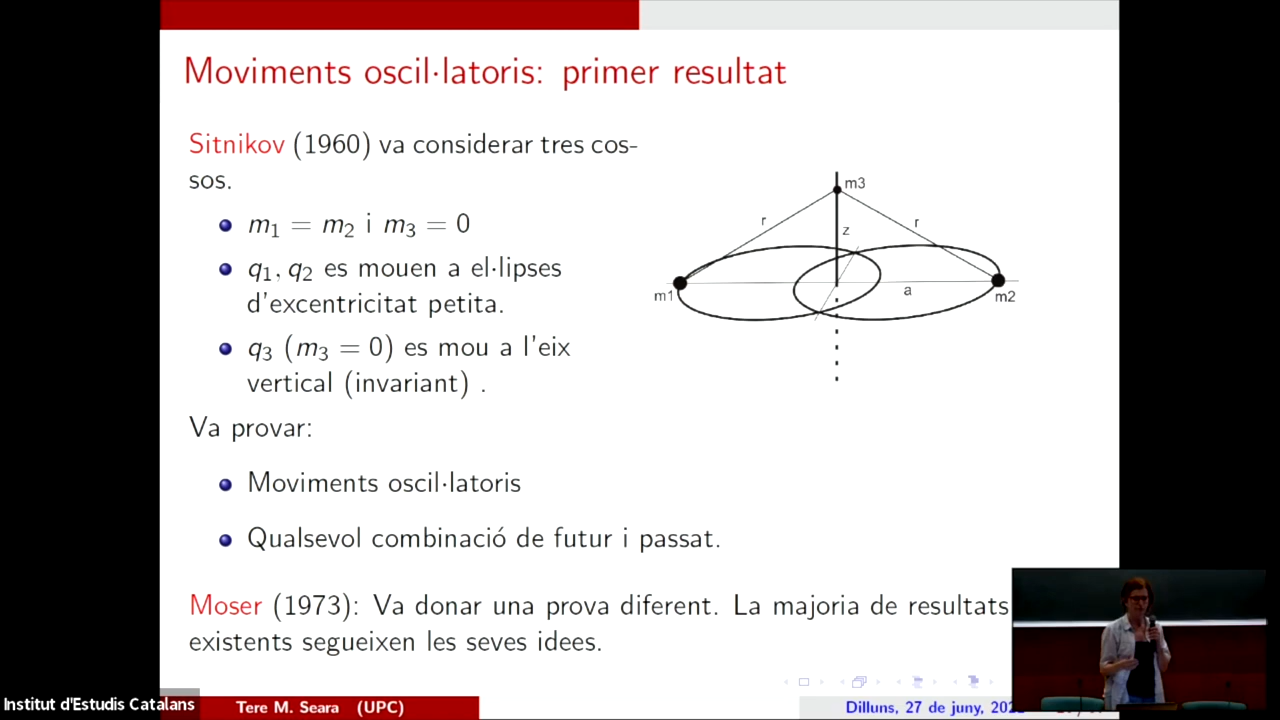 Moviments oscil·latoris: primer resultat
Sitnikov (1960) va considerar tres cos-
sos.
m₁ = m₂ i m₃ = 0
q₁, q₂ es mouen a el·lipses
d'excentricitat petita.
q₃ (m₃ = 0) es mou a l'eix
vertical (invariant) .
m3
r
r
z
m1
a
m2
Va provar:
Moviments oscil·latoris
Qualsevol combinació de futur i passat.
Moser (1973): Va donar una prova diferent. La majoria de resultats
existents segueixen les seves idees.
Institut d'Estudis Catalans
Tere M. Seara (UPC)
Dilluns, 27 de juny,